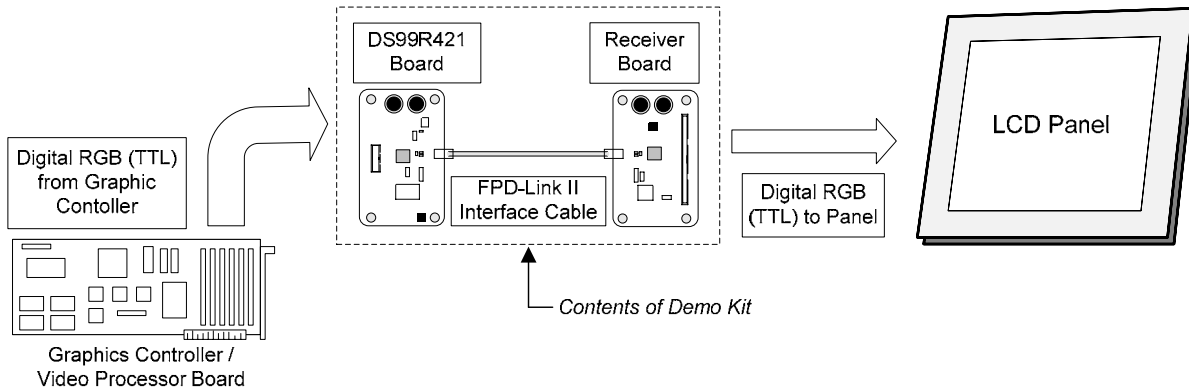 DS99R421
Board
Receiver
Board
LCD Panel
Digital RGB (TTL)
from Graphic
Contoller
FPD-Link II
Interface Cable
Digital RGB
(TTL) to Panel
Contents of Demo Kit
Graphics Controller /
Video Processor Board